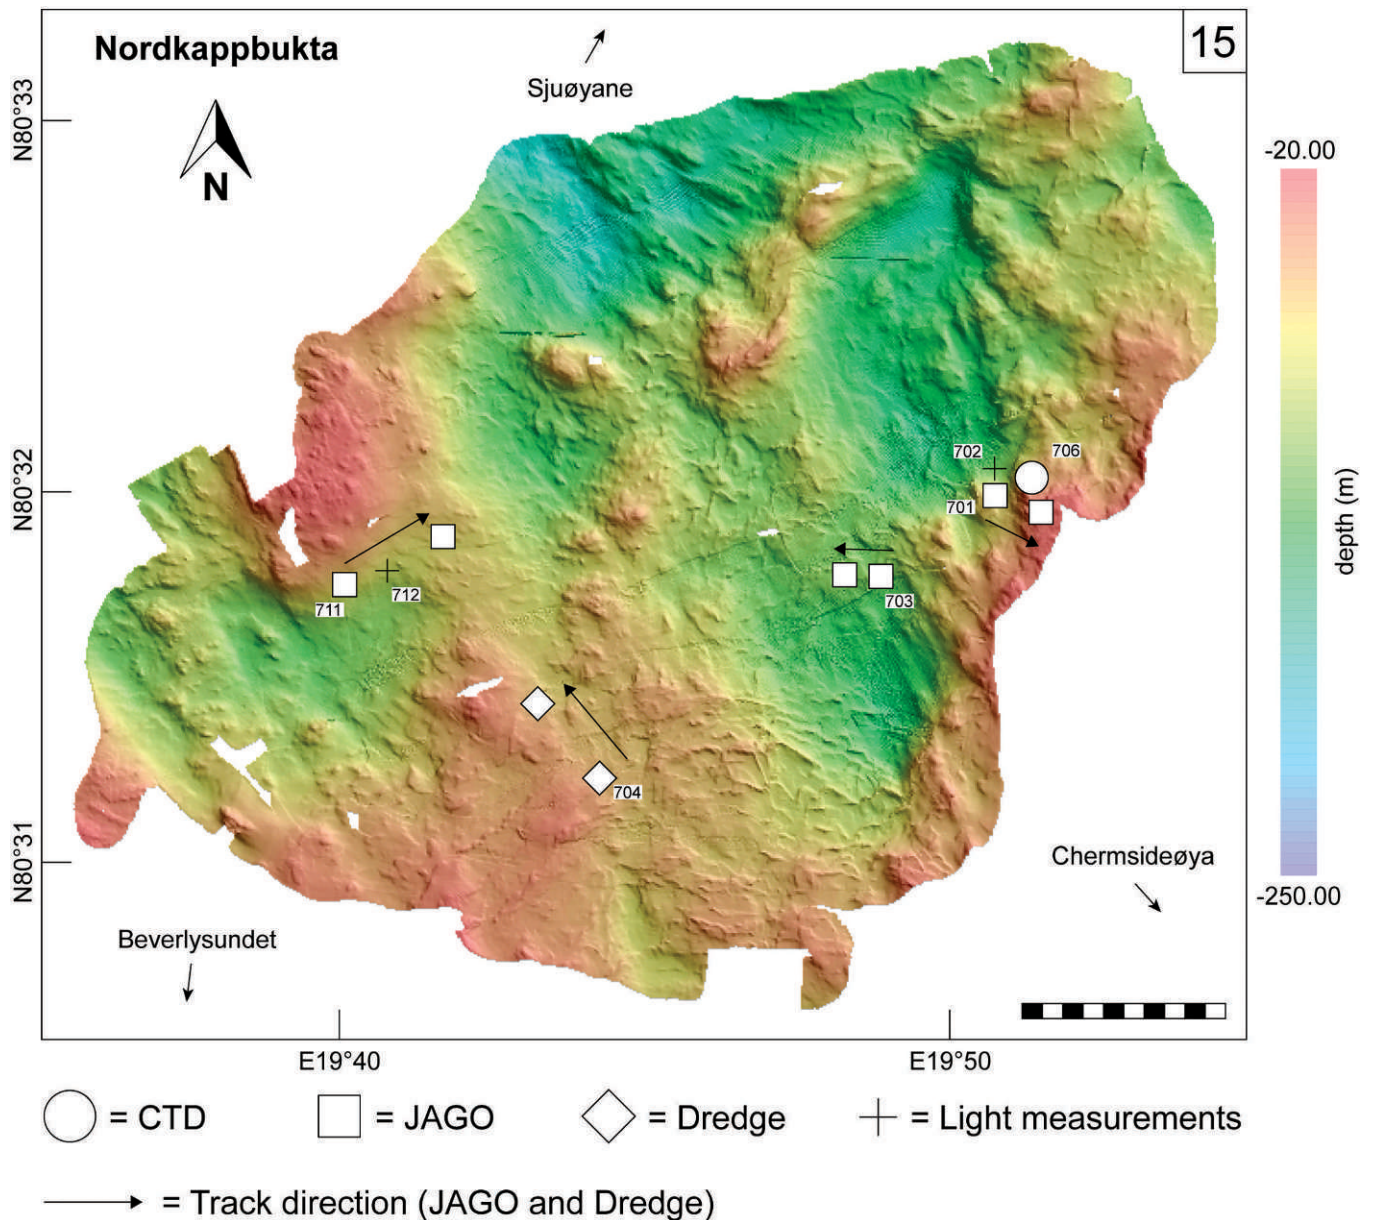 Nordkappbukta
15
Sjuøyane
N
N80°33
N80°32
N80°31
-20.00
depth (m)
-250.00
702
706
701
703
711
712
704
Chermsideøya
Beverlysundet
E19°40
E19°50
= CTD
= JAGO
= Dredge
= Light measurements
= Track direction (JAGO and Dredge)